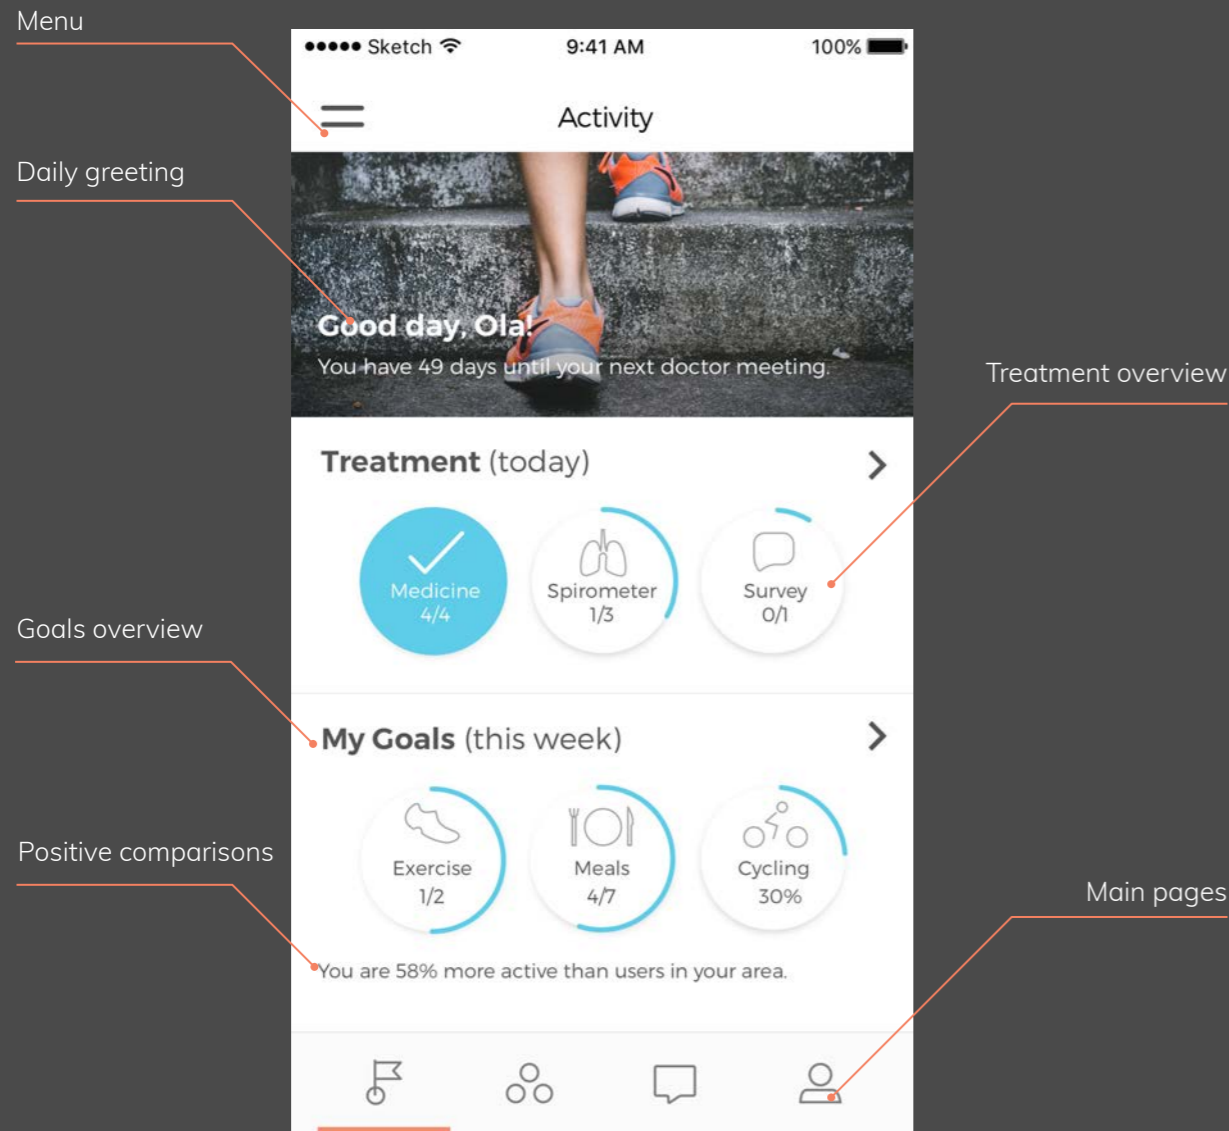 Menu
Sketch
9:41 AM
100%
Activity
Daily greeting
Good day, Ola!
You have 49 days until your next doctor meeting.
Treatment overview
Treatment (today)
Medicine
4/4
Spirometer
1/3
Survey
0/1
Goals overview
My Goals (this week)
Exercise
1/2
Meals
4/7
Cycling
30%
Positive comparisons
You are 58% more active than users in your area.
Main pages